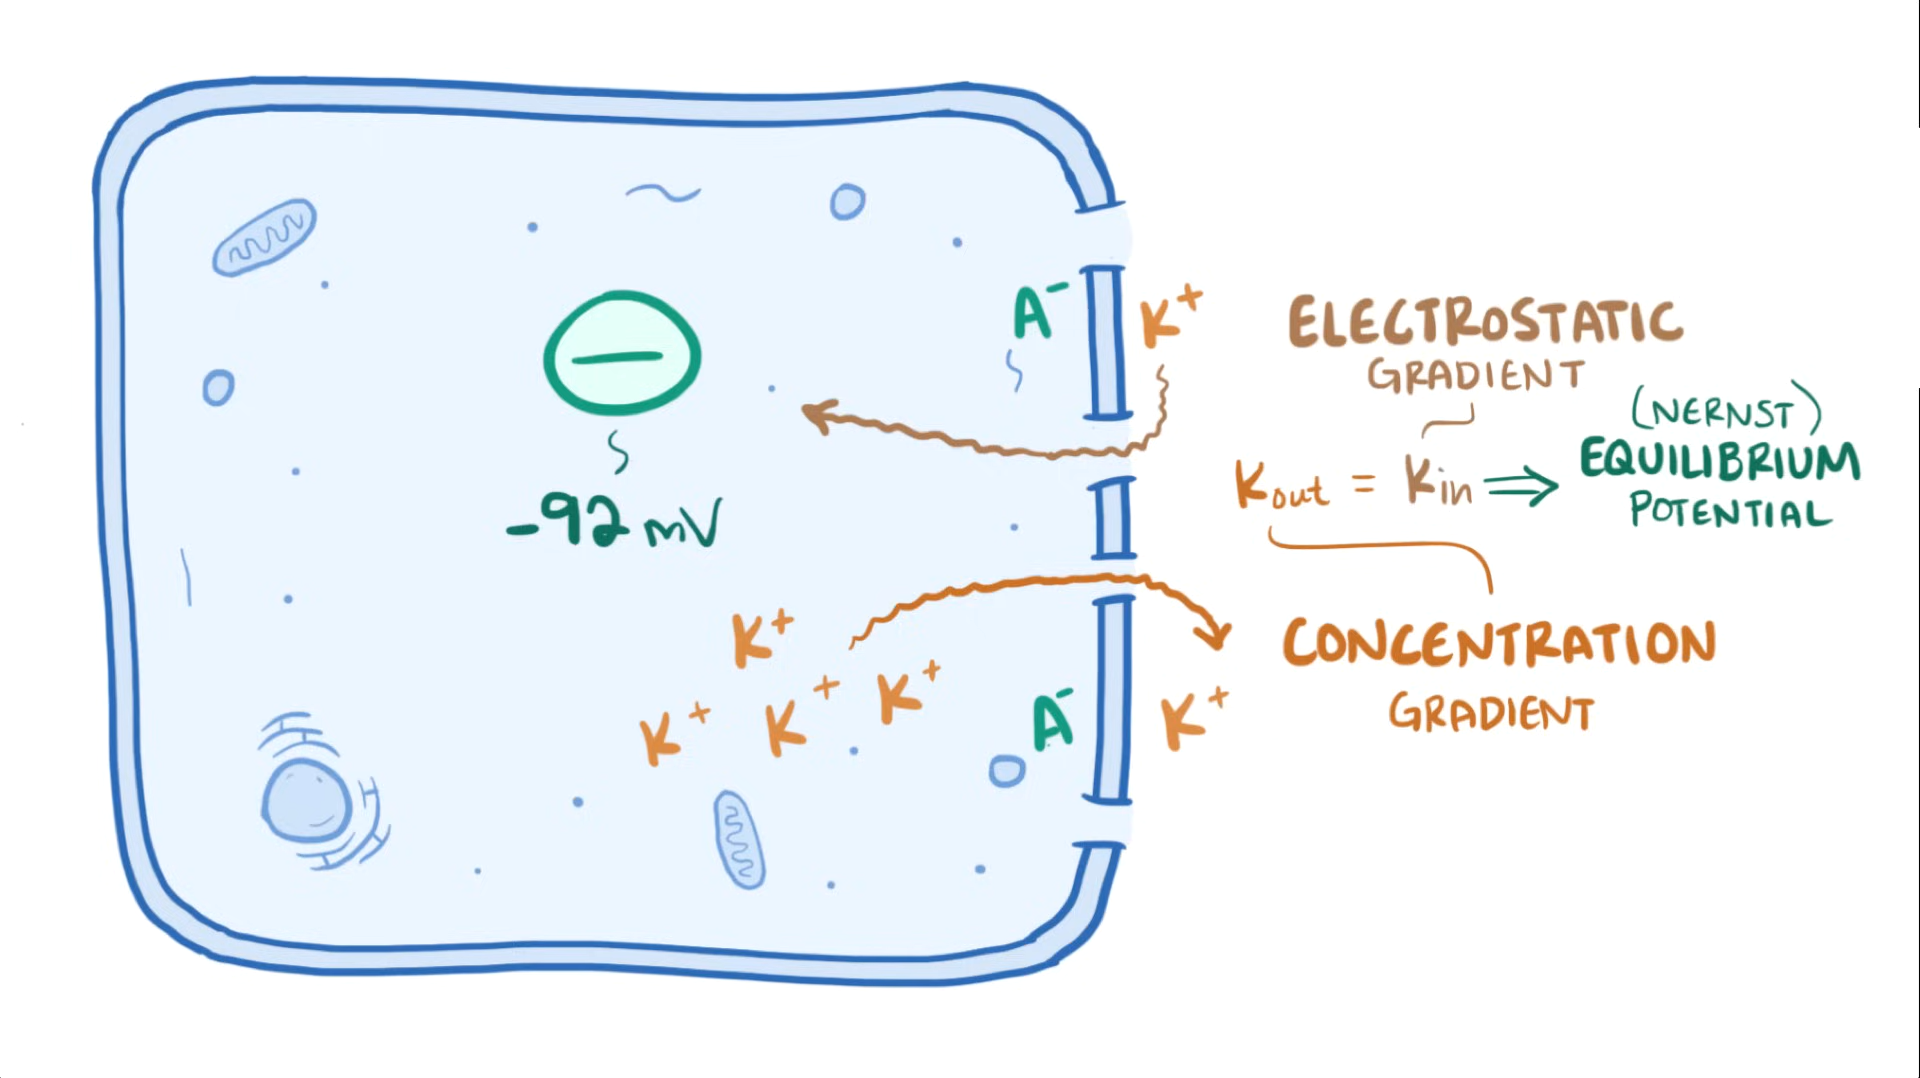 A⁻
K⁺
ELECTROSTATIC
GRADIENT
(NERNST)
Kout = Kin ⇒ EQUILIBRIUM
POTENTIAL
−
-92 mV
K⁺
K⁺ K⁺ K⁺
A⁻
K⁺
CONCENTRATION
GRADIENT